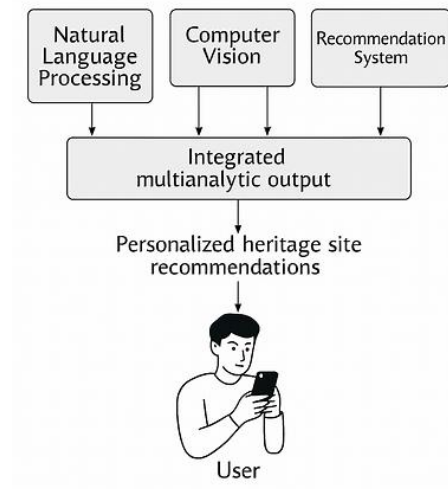 Natural
Language
Processing
Computer
Vision
Recommendation
System
Integrated
multianalytic output
Personalized heritage site
recommendations
User